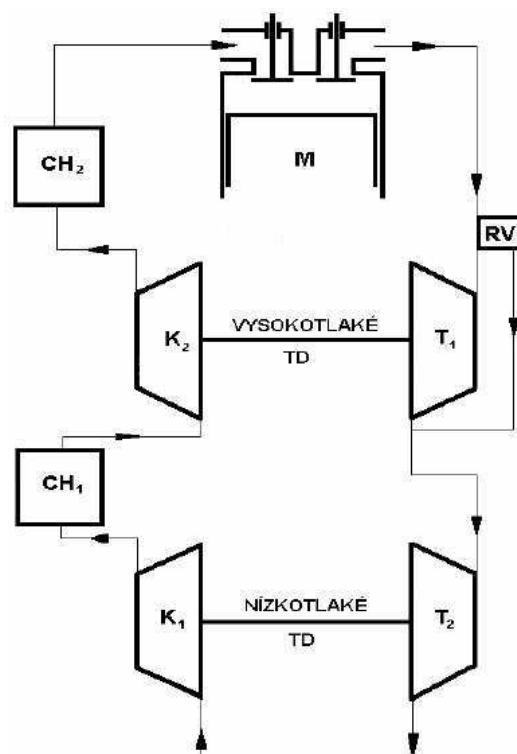 M
CH₂
RV
K₂
VYSOKOTLAKÉ
TD
T₁
CH₁
K₁
NÍZKOTLAKÉ
TD
T₂